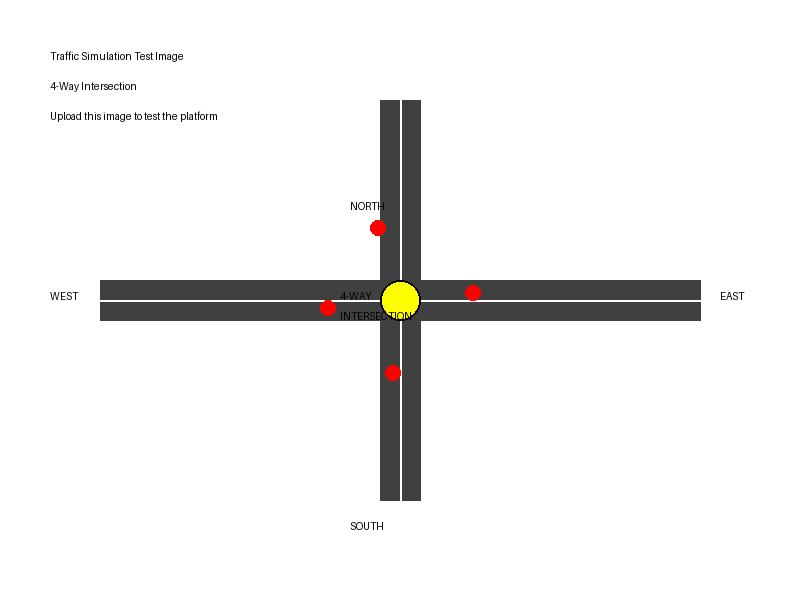 Traffic Simulation Test Image
4-Way Intersection
Upload this image to test the platform
NORTH
WEST
4-WAY
INTERSECTION
EAST
SOUTH